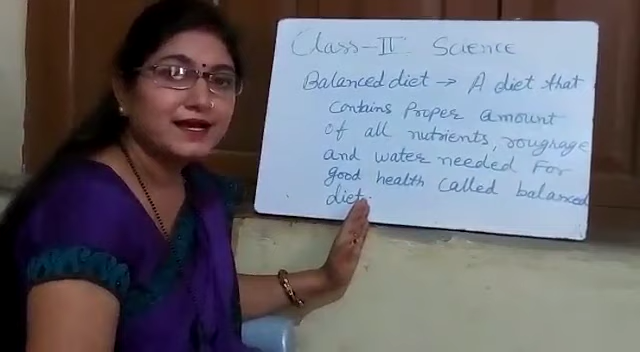 Class-IV Science
Balanced diet → A diet that
contains Proper amount
of all nutrients, roughage
and water needed For
good health called balanced
diet.